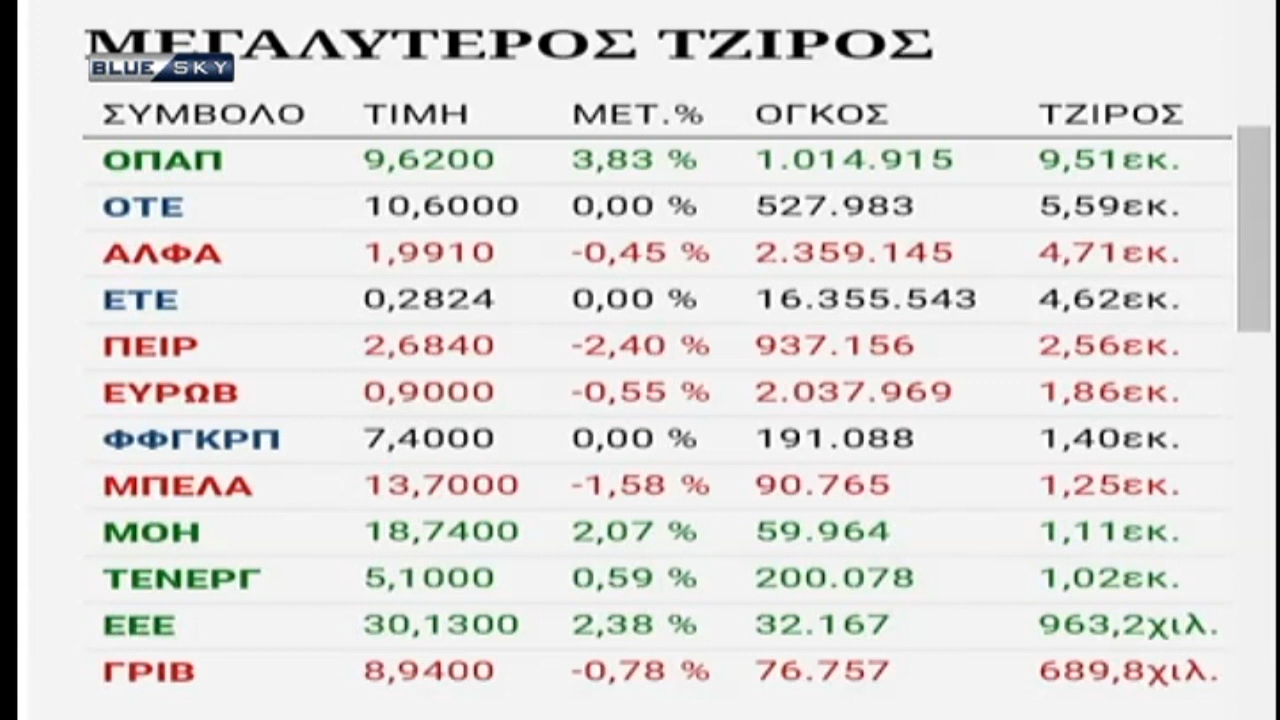 ΜΕΓΑΛΥΤΕΡΟΣ ΤΖΙΡΟΣ
BLUE SKY
ΣΥΜΒΟΛΟ ΤΙΜΗ ΜΕΤ.% ΟΓΚΟΣ ΤΖΙΡΟΣ
ΟΠΑΠ 9,6200 3,83 % 1.014.915 9,51εκ.
ΟΤΕ 10,6000 0,00 % 527.983 5,59εκ.
ΑΛΦΑ 1,9910 -0,45 % 2.359.145 4,71εκ.
ΕΤΕ 0,2824 0,00 % 16.355.543 4,62εκ.
ΠΕΙΡ 2,6840 -2,40 % 937.156 2,56εκ.
ΕΥΡΩΒ 0,9000 -0,55 % 2.037.969 1,86εκ.
ΦΦΓΚΡΠ 7,4000 0,00 % 191.088 1,40εκ.
ΜΠΕΛΑ 13,7000 -1,58 % 90.765 1,25εκ.
ΜΟΗ 18,7400 2,07 % 59.964 1,11εκ.
ΤΕΝΕΡΓ 5,1000 0,59 % 200.078 1,02εκ.
ΕΕΕ 30,1300 2,38 % 32.167 963,2χιλ.
ΓΡΙΒ 8,9400 -0,78 % 76.757 689,8χιλ.